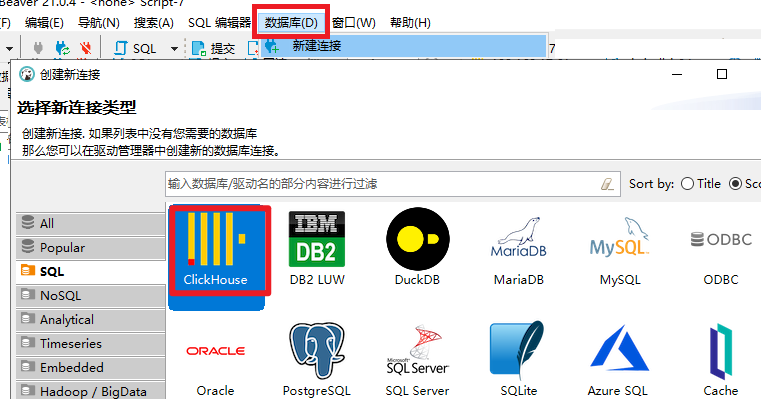 Beaver 21.0.4 - <none> Script-7
(F) 编辑(E) 导航(N) 搜索(A) SQL 编辑器 数据库(D) 窗口(W) 帮助(H)
SQL 提交 新建连接 7
创建新连接
选择新连接类型
创建新连接. 如果列表中没有您需要的数据库
那么您可以在驱动管理器中创建新的数据库连接。
输入数据库/驱动名的部分内容进行过滤 Sort by: Title Sco
All
Popular
SQL
NoSQL
Analytical
Timeseries
Embedded
Hadoop / BigData
IBM
DB2
MariaDB
MySQL
ODBC
ClickHouse DB2 LUW DuckDB MariaDB MySQL ODBC
ORACLE
Microsoft
SQL Server
Oracle PostgreSQL SQL Server SQLite Azure SQL Cache